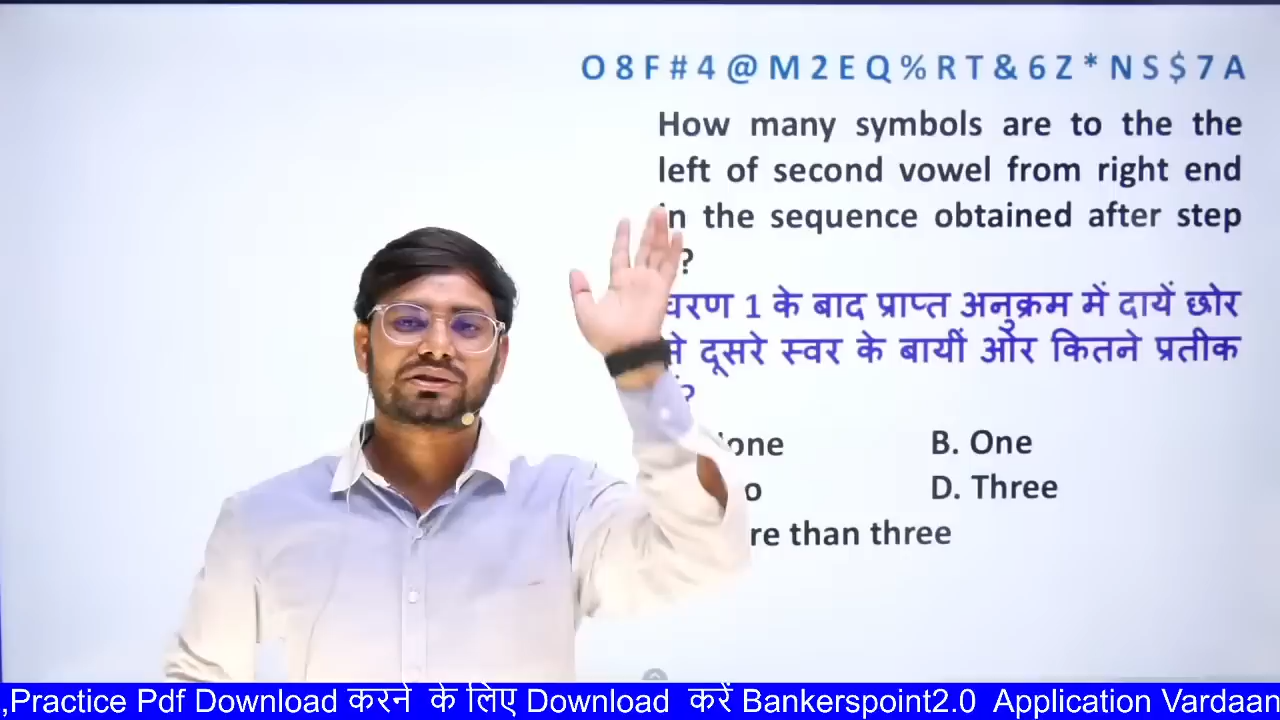 O 8 F # 4 @ M 2 E Q % R T & 6 Z * N S $ 7 A
How many symbols are to the the
left of second vowel from right end
in the sequence obtained after step
?
चरण 1 के बाद प्राप्त अनुक्रम में दायें छोर
से दूसरे स्वर के बायीं ओर कितने प्रतीक
?
B. One
D. Three
than three
,Practice Pdf Download करने के लिए Download करें Bankerspoint2.0 Application Vardaan